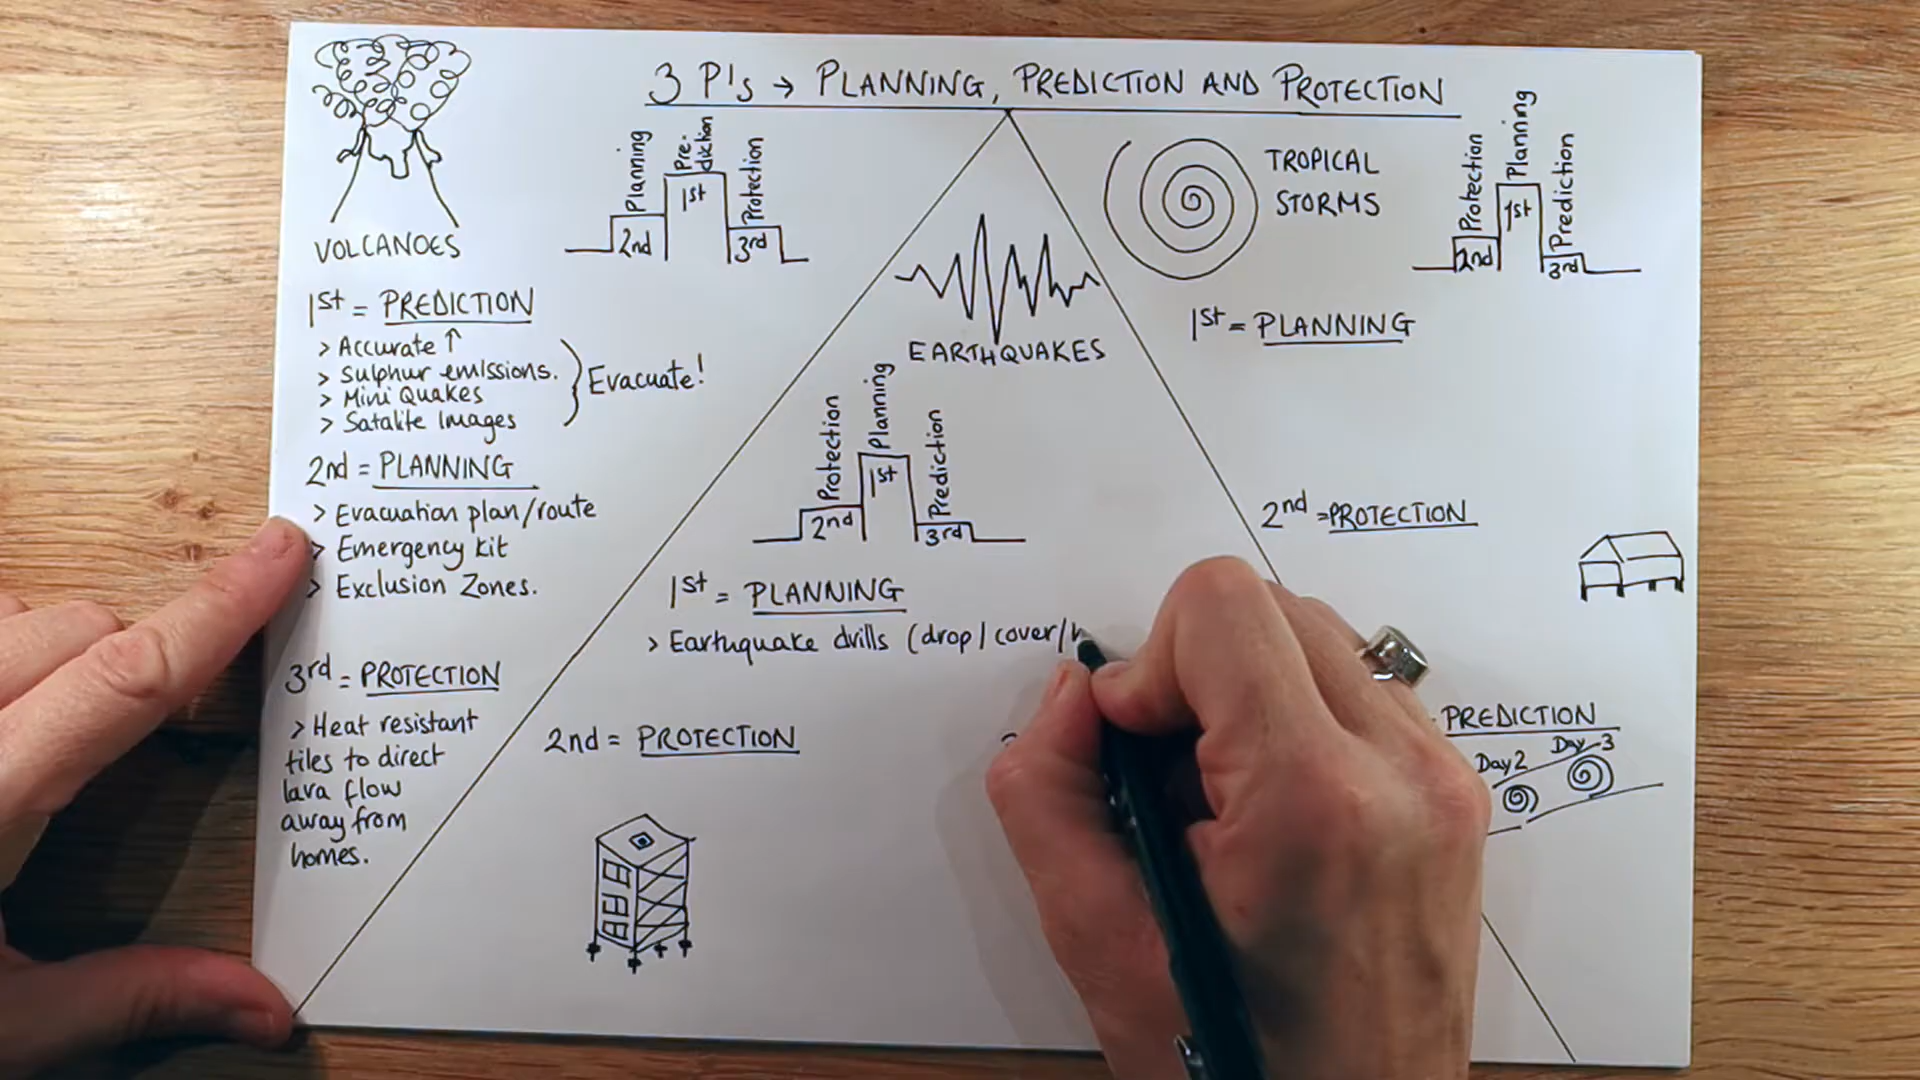 3 P's → PLANNING, PREDICTION AND PROTECTION
VOLCANOES
Planning
Pre-
diction
Protection
2nd
1st
3rd
1st = PREDICTION
> Accurate ↑
> Sulphur emissions.
> Mini Quakes
> Satalite Images
Evacuate!
2nd = PLANNING
> Evacuation plan/route
> Emergency kit
> Exclusion Zones.
3rd = PROTECTION
> Heat resistant
tiles to direct
lava flow
away from
homes.
EARTHQUAKES
Protection
Planning
Prediction
2nd
1st
3rd
1st = PLANNING
> Earthquake drills (drop/cover/
2nd = PROTECTION
TROPICAL
STORMS
Protection
Planning
Prediction
2nd
1st
3rd
1st = PLANNING
2nd = PROTECTION
PREDICTION
Day 2
Day 3